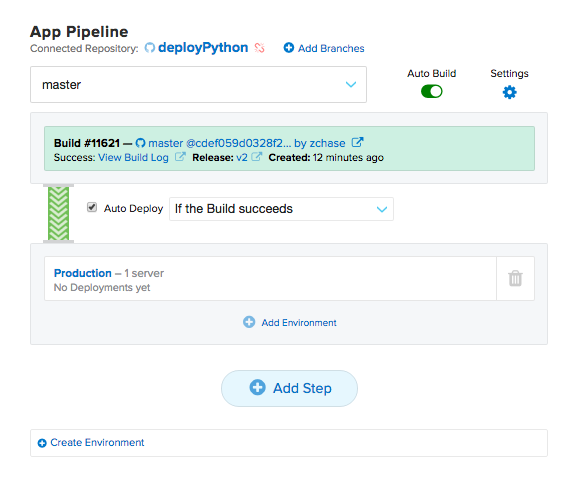 App Pipeline
Connected Repository: deployPython Add Branches
master
Auto Build
Settings
Build #11621 — master @cdef059d0328f2... by zchase
Success: View Build Log Release: v2 Created: 12 minutes ago
Auto Deploy If the Build succeeds
Production – 1 server
No Deployments yet
Add Environment
Add Step
Create Environment